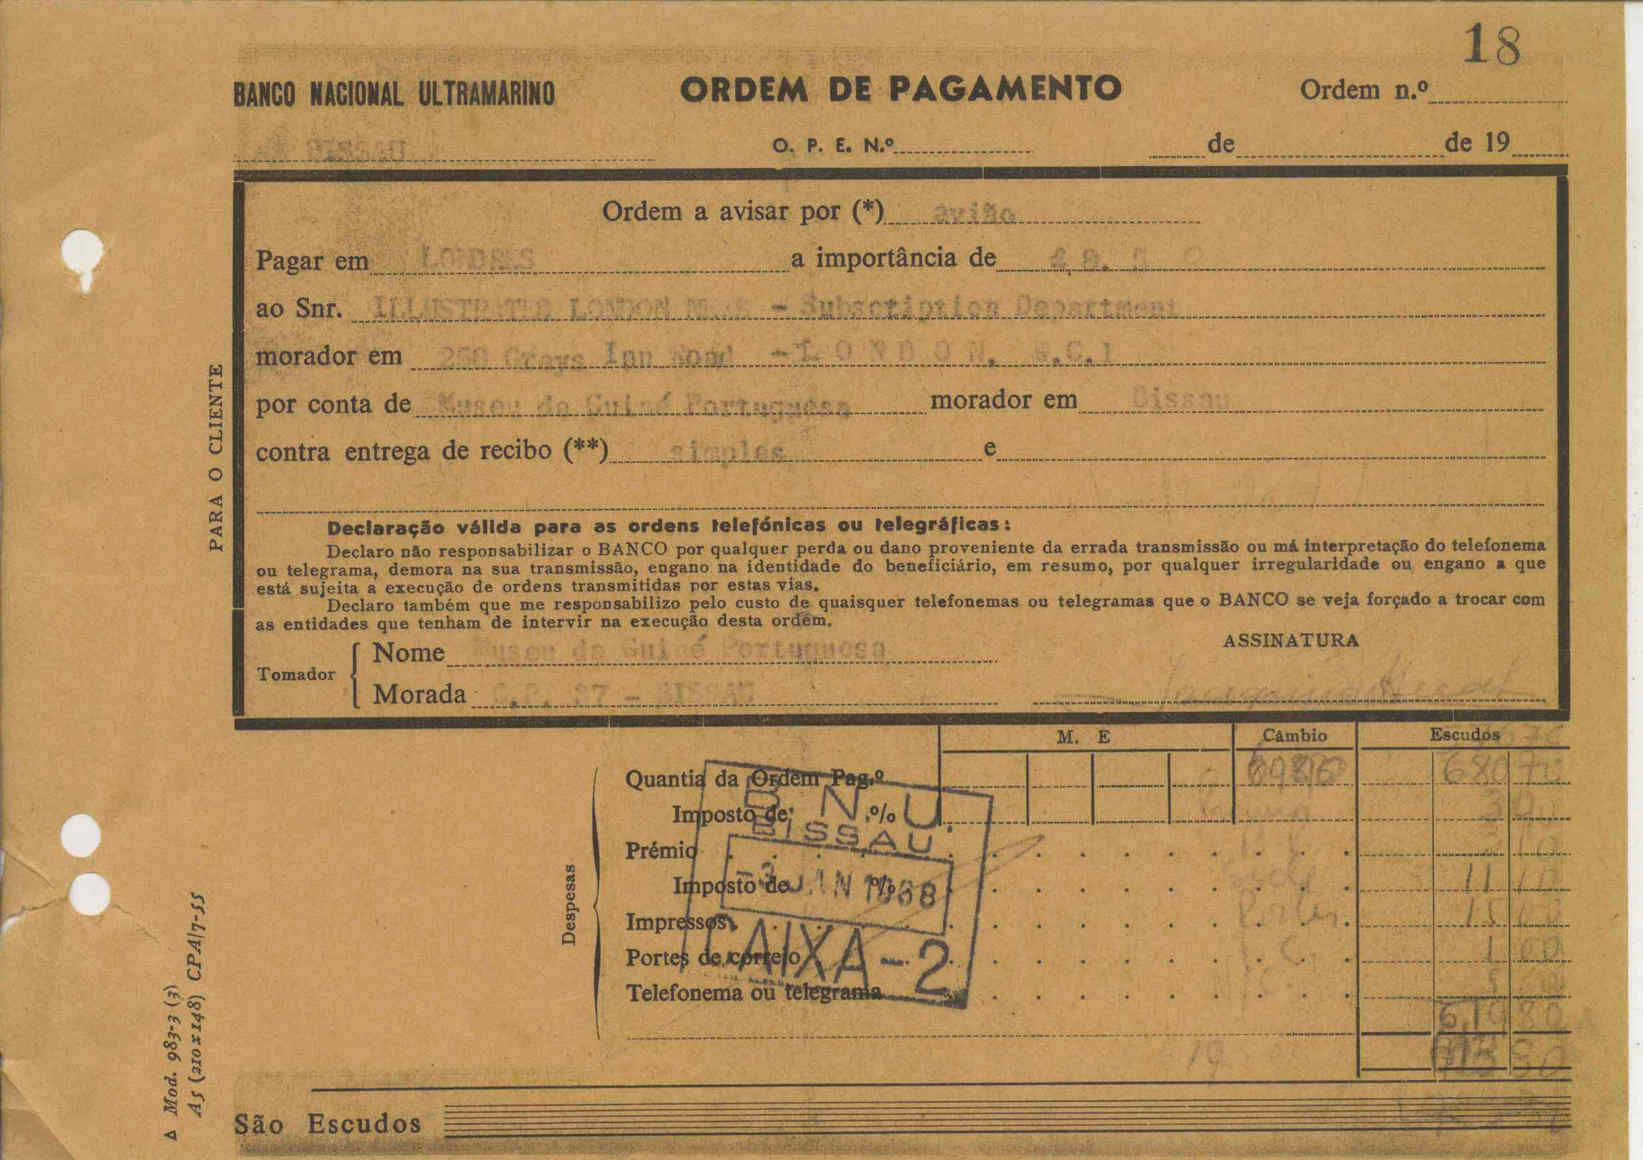 18
BANCO NACIONAL ULTRAMARINO ORDEM DE PAGAMENTO Ordem n.º
BISSAU O. P. E. N.º de de 19
Ordem a avisar por (*) avião
Pagar em LONDRES a importância de £ 8.
ao Snr. ILLUSTRATED LONDON NEWS - Subscription Department
morador em Grays Inn Road - LONDON, W.C.1
por conta de Museu da Guiné Portuguesa morador em Bissau
contra entrega de recibo (**) simples e
PARA O CLIENTE
Declaração válida para as ordens telefónicas ou telegráficas:
Declaro não responsabilizar o BANCO por qualquer perda ou dano proveniente da errada transmissão ou má interpretação do telefonema
ou telegrama, demora na sua transmissão, engano na identidade do beneficiário, em resumo, por qualquer irregularidade ou engano a que
está sujeita a execução de ordens transmitidas por estas vias.
Declaro também que me responsabilizo pelo custo de quaisquer telefonemas ou telegramas que o BANCO se veja forçado a trocar com
as entidades que tenham de intervir na execução desta ordem.
ASSINATURA
Tomador
Nome Museu da Guiné Portuguesa
Morada C.P. 37 - BISSAU
M. E Câmbio Escudos
Despesas
Quantia da Ordem Pag.º 680
Imposto de %
Prémio
Imposto de %
Impressos
Portes de correio 1 00
Telefonema ou telegrama
B. N. U.
BISSAU
-3 JAN 1968
CAIXA-2
São Escudos
Δ Mod. 983-3 (3)
A5 (210x148) CPA/7-55